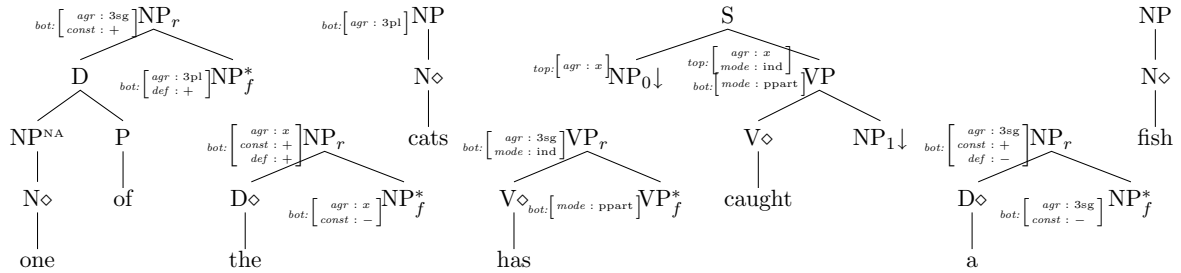 bot:[agr : 3sg const : +] NP_r bot:[agr : 3pl] NP S NP
D bot:[agr : 3pl def : +] NP*_f N◇ top:[agr : x] NP_0↓ top:[agr : x mode : ind] bot:[mode : ppart] VP N◇
NP^NA P bot:[agr : x const : + def : +] NP_r cats bot:[agr : 3sg mode : ind] VP_r V◇ NP_1↓ bot:[agr : 3sg const : + def : −] NP_r fish
N◇ of D◇ bot:[agr : x const : −] NP*_f V◇ bot:[mode : ppart] VP*_f caught D◇ bot:[agr : 3sg const : −] NP*_f
one the has a